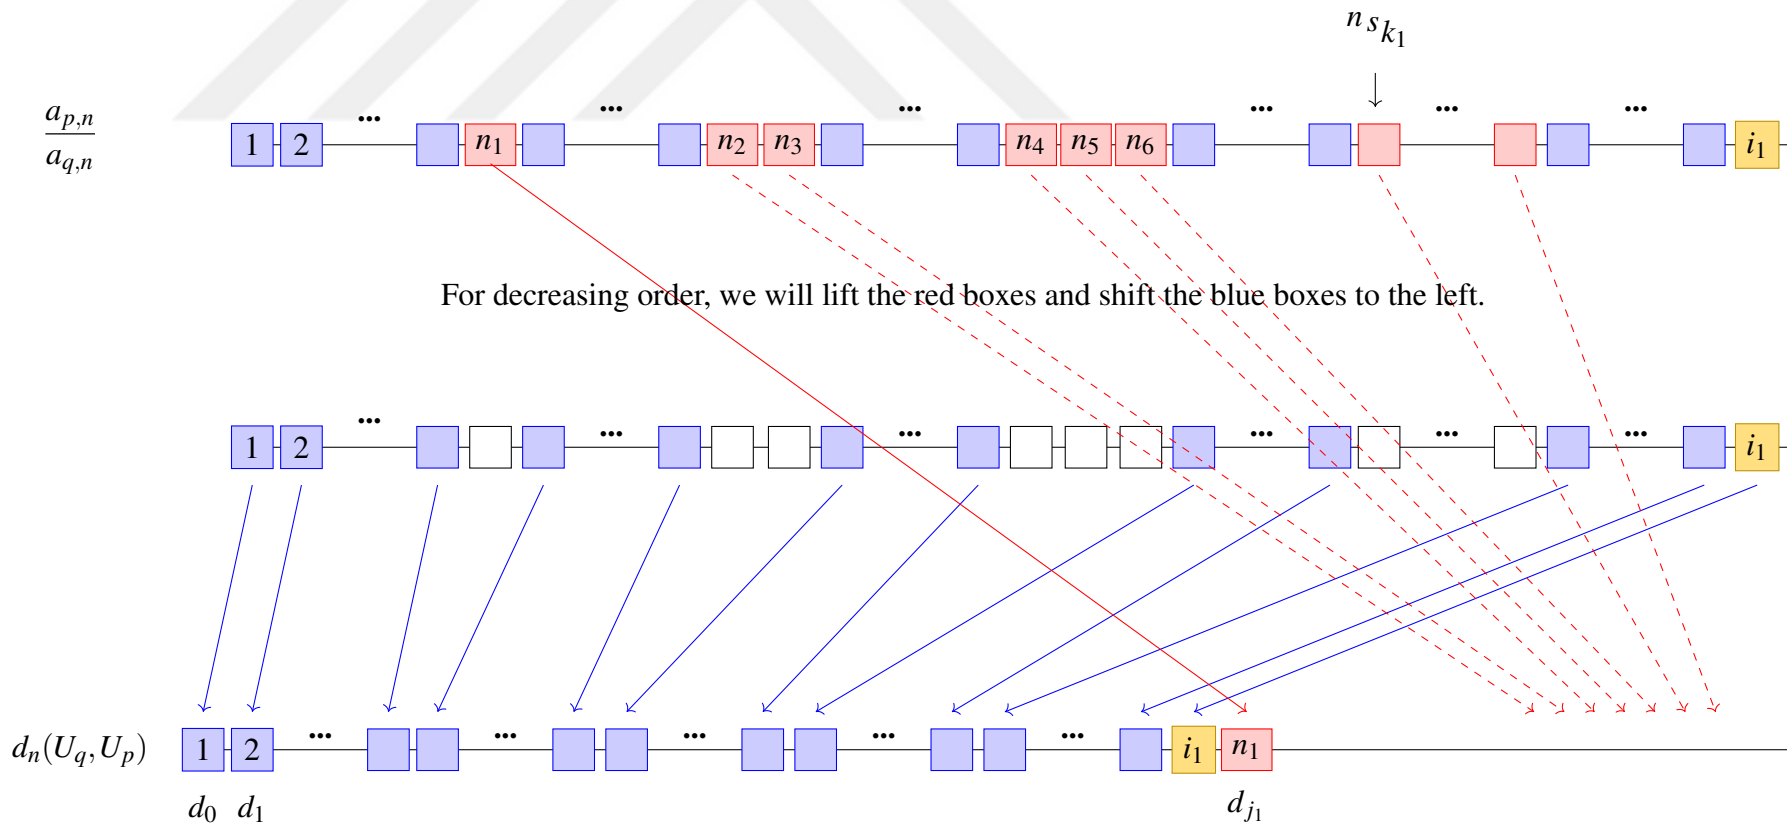 n_{s_{k_1}}
\frac{a_{p,n}}{a_{q,n}} 1 2 ... n_1 ... n_2 n_3 ... n_4 n_5 n_6 ... ... ... i_1
For decreasing order, we will lift the red boxes and shift the blue boxes to the left.
1 2 ... ... ... ... ... ... i_1
d_n(U_q, U_p) 1 2 ... ... ... ... ... i_1 n_1
d_0 d_1 d_{j_1}